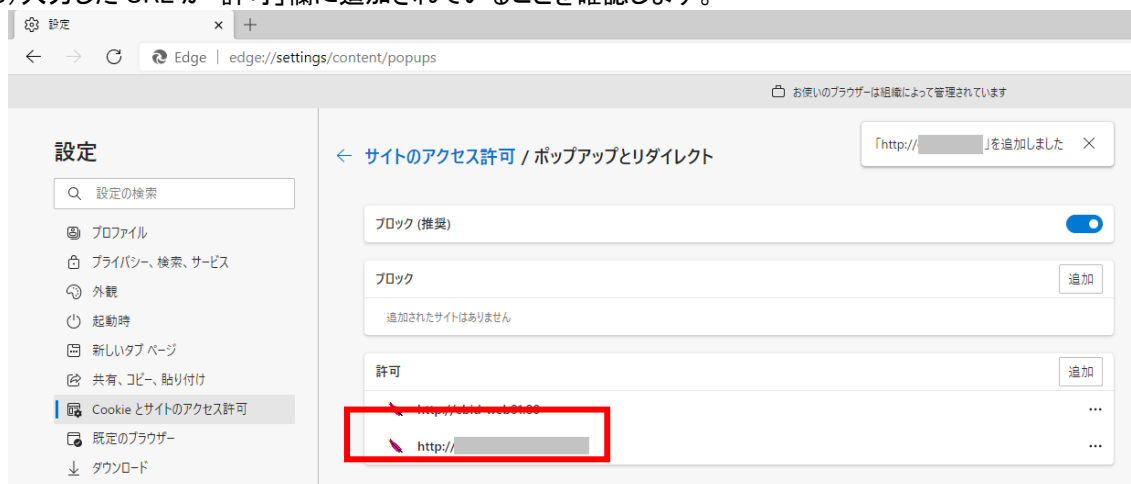 入力した URL が「許可」欄に追加されていることを確認します。
設定
Edge | edge://settings/content/popups
お使いのブラウザーは組織によって管理されています
設定
サイトのアクセス許可 / ポップアップとリダイレクト
「http:// 」を追加しました
設定の検索
ブロック (推奨)
プロファイル
プライバシー、検索、サービス
ブロック
追加
外観
追加されたサイトはありません
起動時
新しいタブ ページ
許可
追加
共有、コピー、貼り付け
Cookie とサイトのアクセス許可
既定のブラウザー
http://
ダウンロード